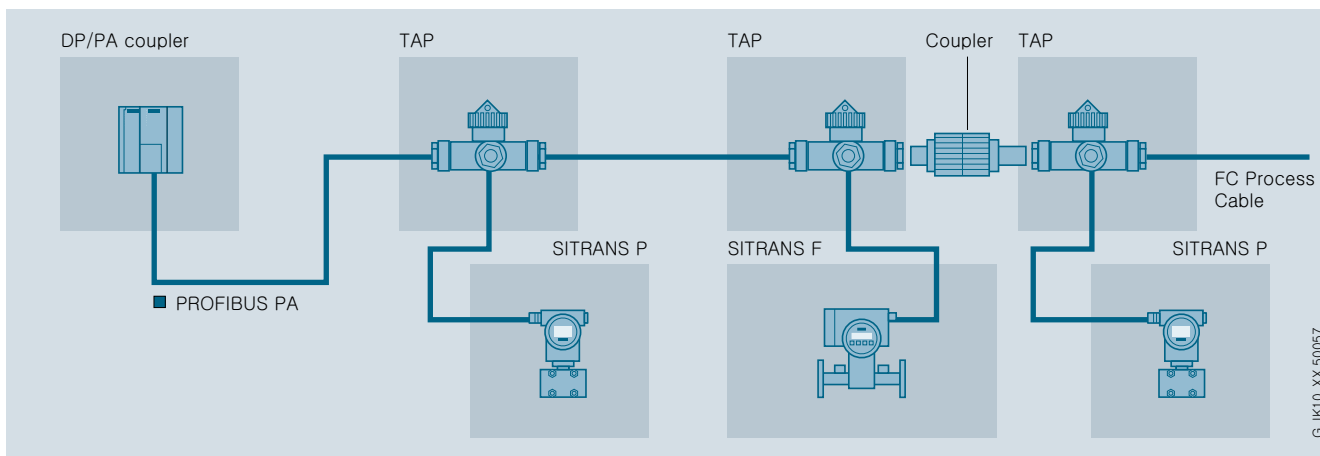 DP/PA coupler
TAP
TAP
Coupler
TAP
FC Process
Cable
SITRANS P
SITRANS F
SITRANS P
PROFIBUS PA
G_IK10_XX_50057